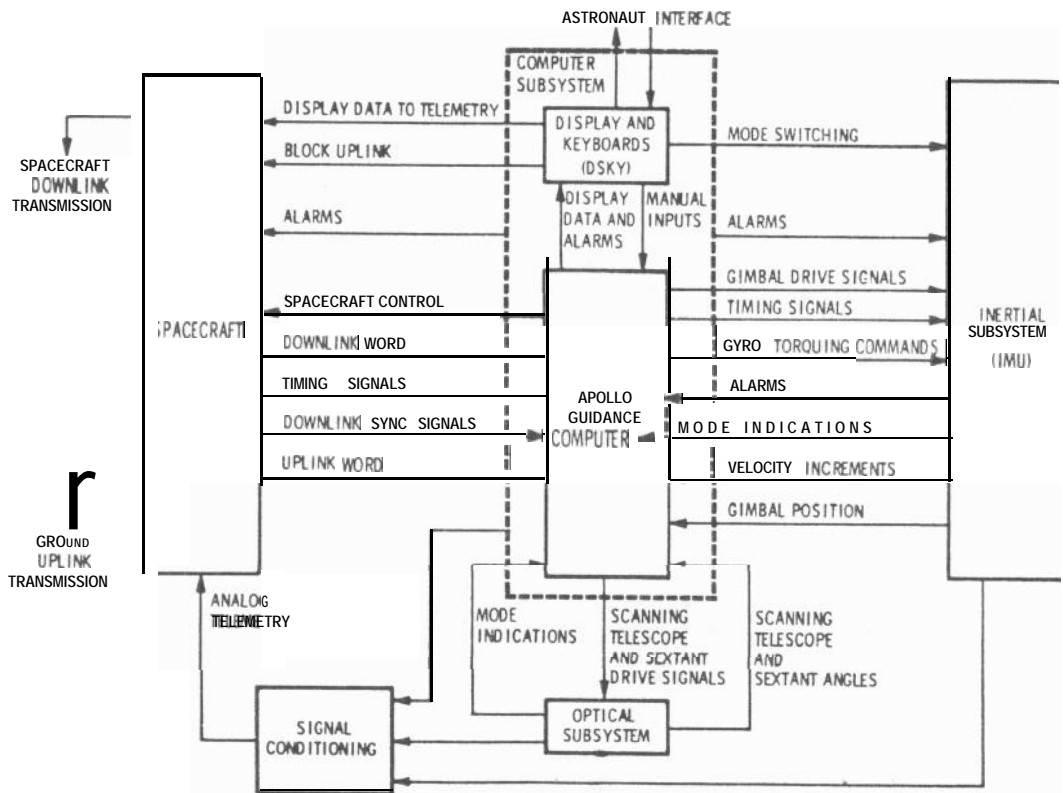 ASTRONAUT INTERFACE
COMPUTER
SUBSYSTEM
DISPLAY DATA TO TELEMETRY
BLOCK UPLINK
ALARMS
DISPLAY AND
KEYBOARDS
(DSKY)
MODE SWITCHING
ALARMS
DISPLAY
DATA AND
ALARMS
MANUAL
INPUTS
SPACECRAFT
DOWNLINK
TRANSMISSION
SPACECRAFT
SPACECRAFT CONTROL
DOWNLINK WORD
TIMING SIGNALS
DOWNLINK SYNC SIGNALS
UPLINK WORD
APOLLO
GUIDANCE
COMPUTER
GIMBAL DRIVE SIGNALS
TIMING SIGNALS
GYRO TORQUING COMMANDS
ALARMS
MODE INDICATIONS
VELOCITY INCREMENTS
GIMBAL POSITION
INERTIAL
SUBSYSTEM
(IMU)
r
GROUND
UPLINK
TRANSMISSION
ANALOG
TELEMETRY
MODE
INDICATIONS
SCANNING
TELESCOPE
AND SEXTANT
DRIVE SIGNALS
SCANNING
TELESCOPE
AND
SEXTANT ANGLES
SIGNAL
CONDITIONING
OPTICAL
SUBSYSTEM